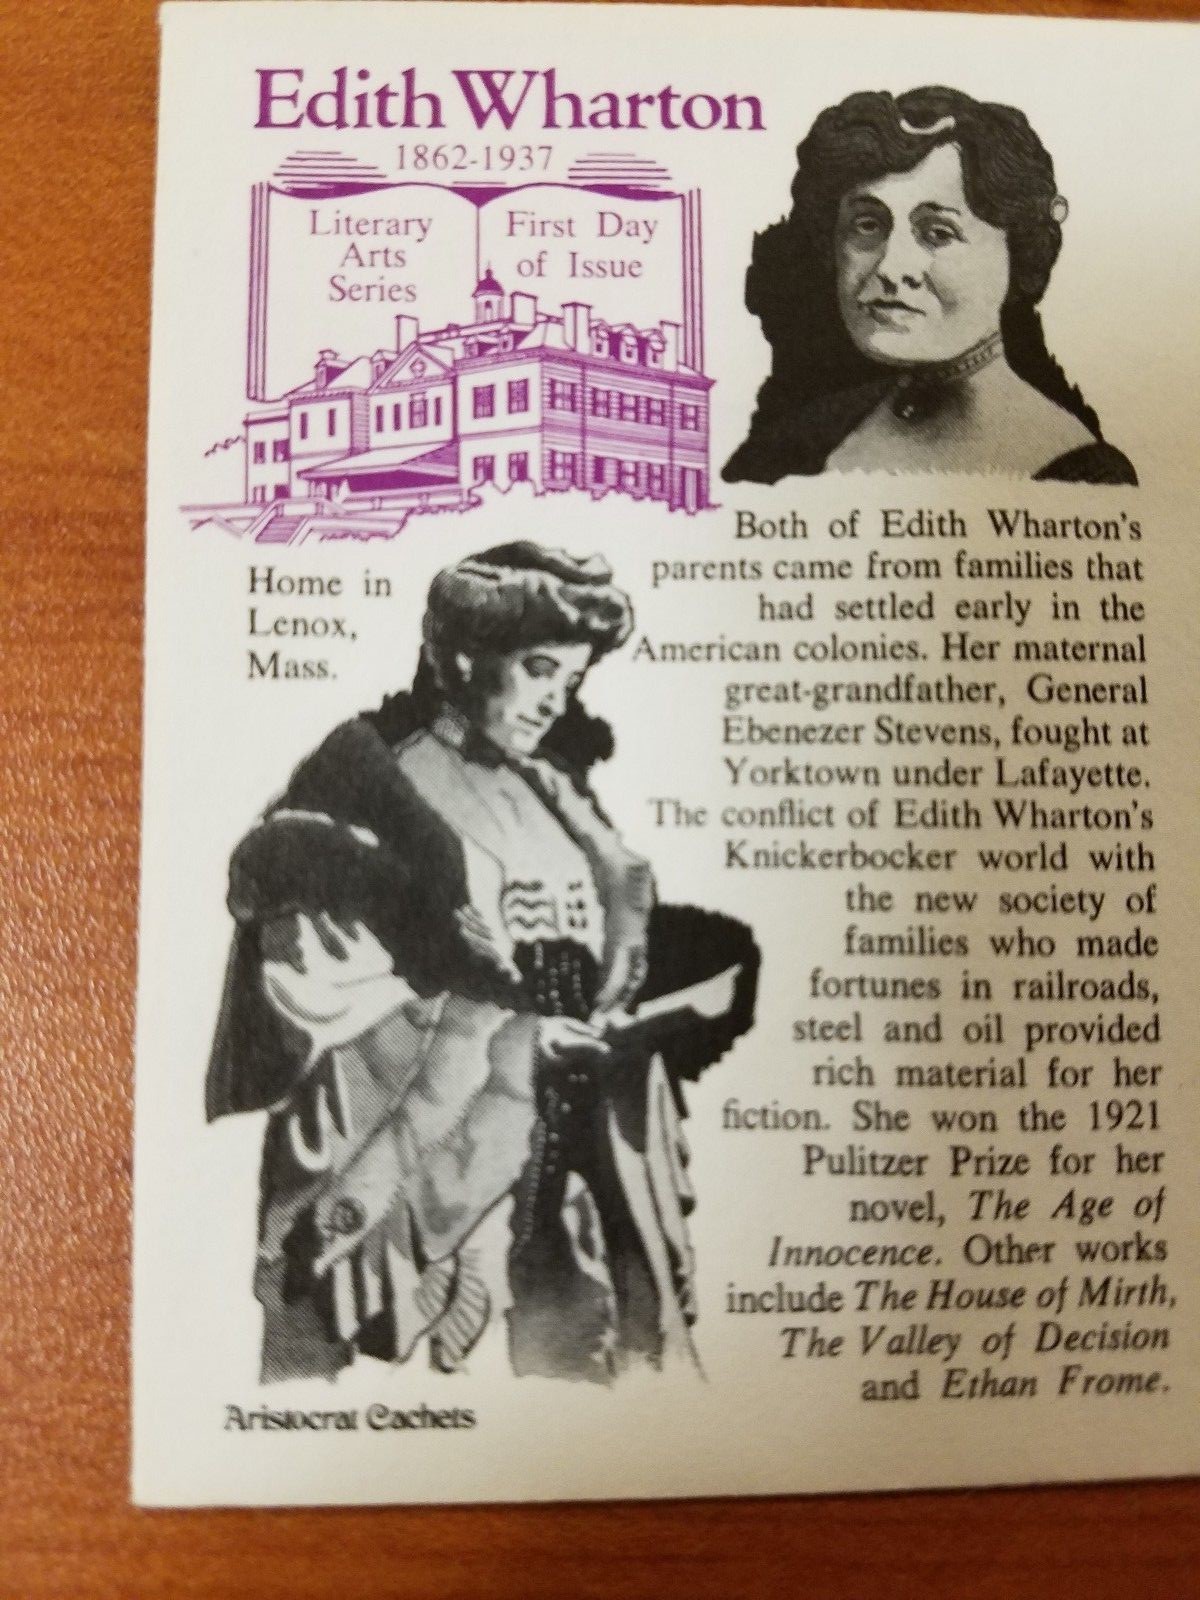 Edith Wharton
1862-1937
Literary
Arts
Series
First Day
of Issue
Home in
Lenox,
Mass.
Both of Edith Wharton's
parents came from families that
had settled early in the
American colonies. Her maternal
great-grandfather, General
Ebenezer Stevens, fought at
Yorktown under Lafayette.
The conflict of Edith Wharton's
Knickerbocker world with
the new society of
families who made
fortunes in railroads,
steel and oil provided
rich material for her
fiction. She won the 1921
Pulitzer Prize for her
novel, The Age of
Innocence. Other works
include The House of Mirth,
The Valley of Decision
and Ethan Frome.
Aristocrat Cachets